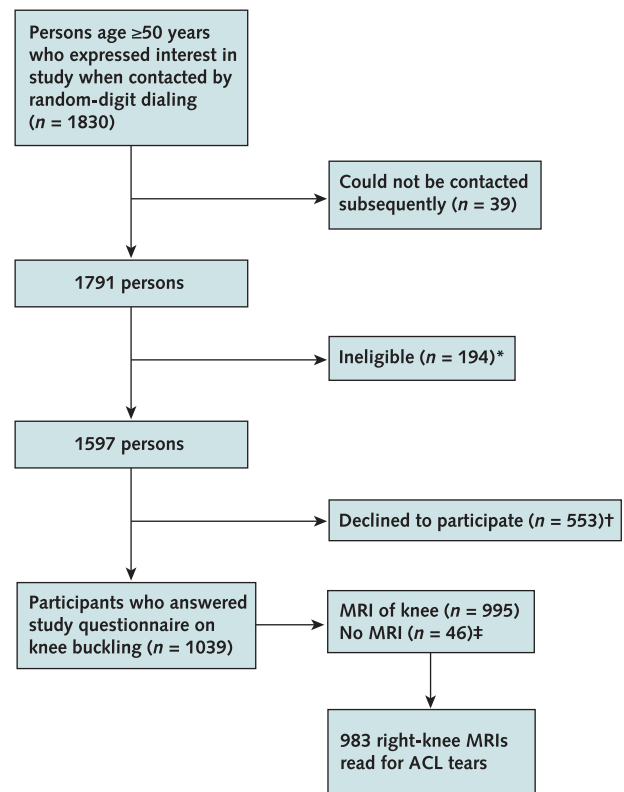 Persons age ≥50 years
who expressed interest in
study when contacted by
random-digit dialing
(n = 1830)
Could not be contacted
subsequently (n = 39)
1791 persons
Ineligible (n = 194)*
1597 persons
Declined to participate (n = 553)†
Participants who answered
study questionnaire on
knee buckling (n = 1039)
MRI of knee (n = 995)
No MRI (n = 46)‡
983 right-knee MRIs
read for ACL tears